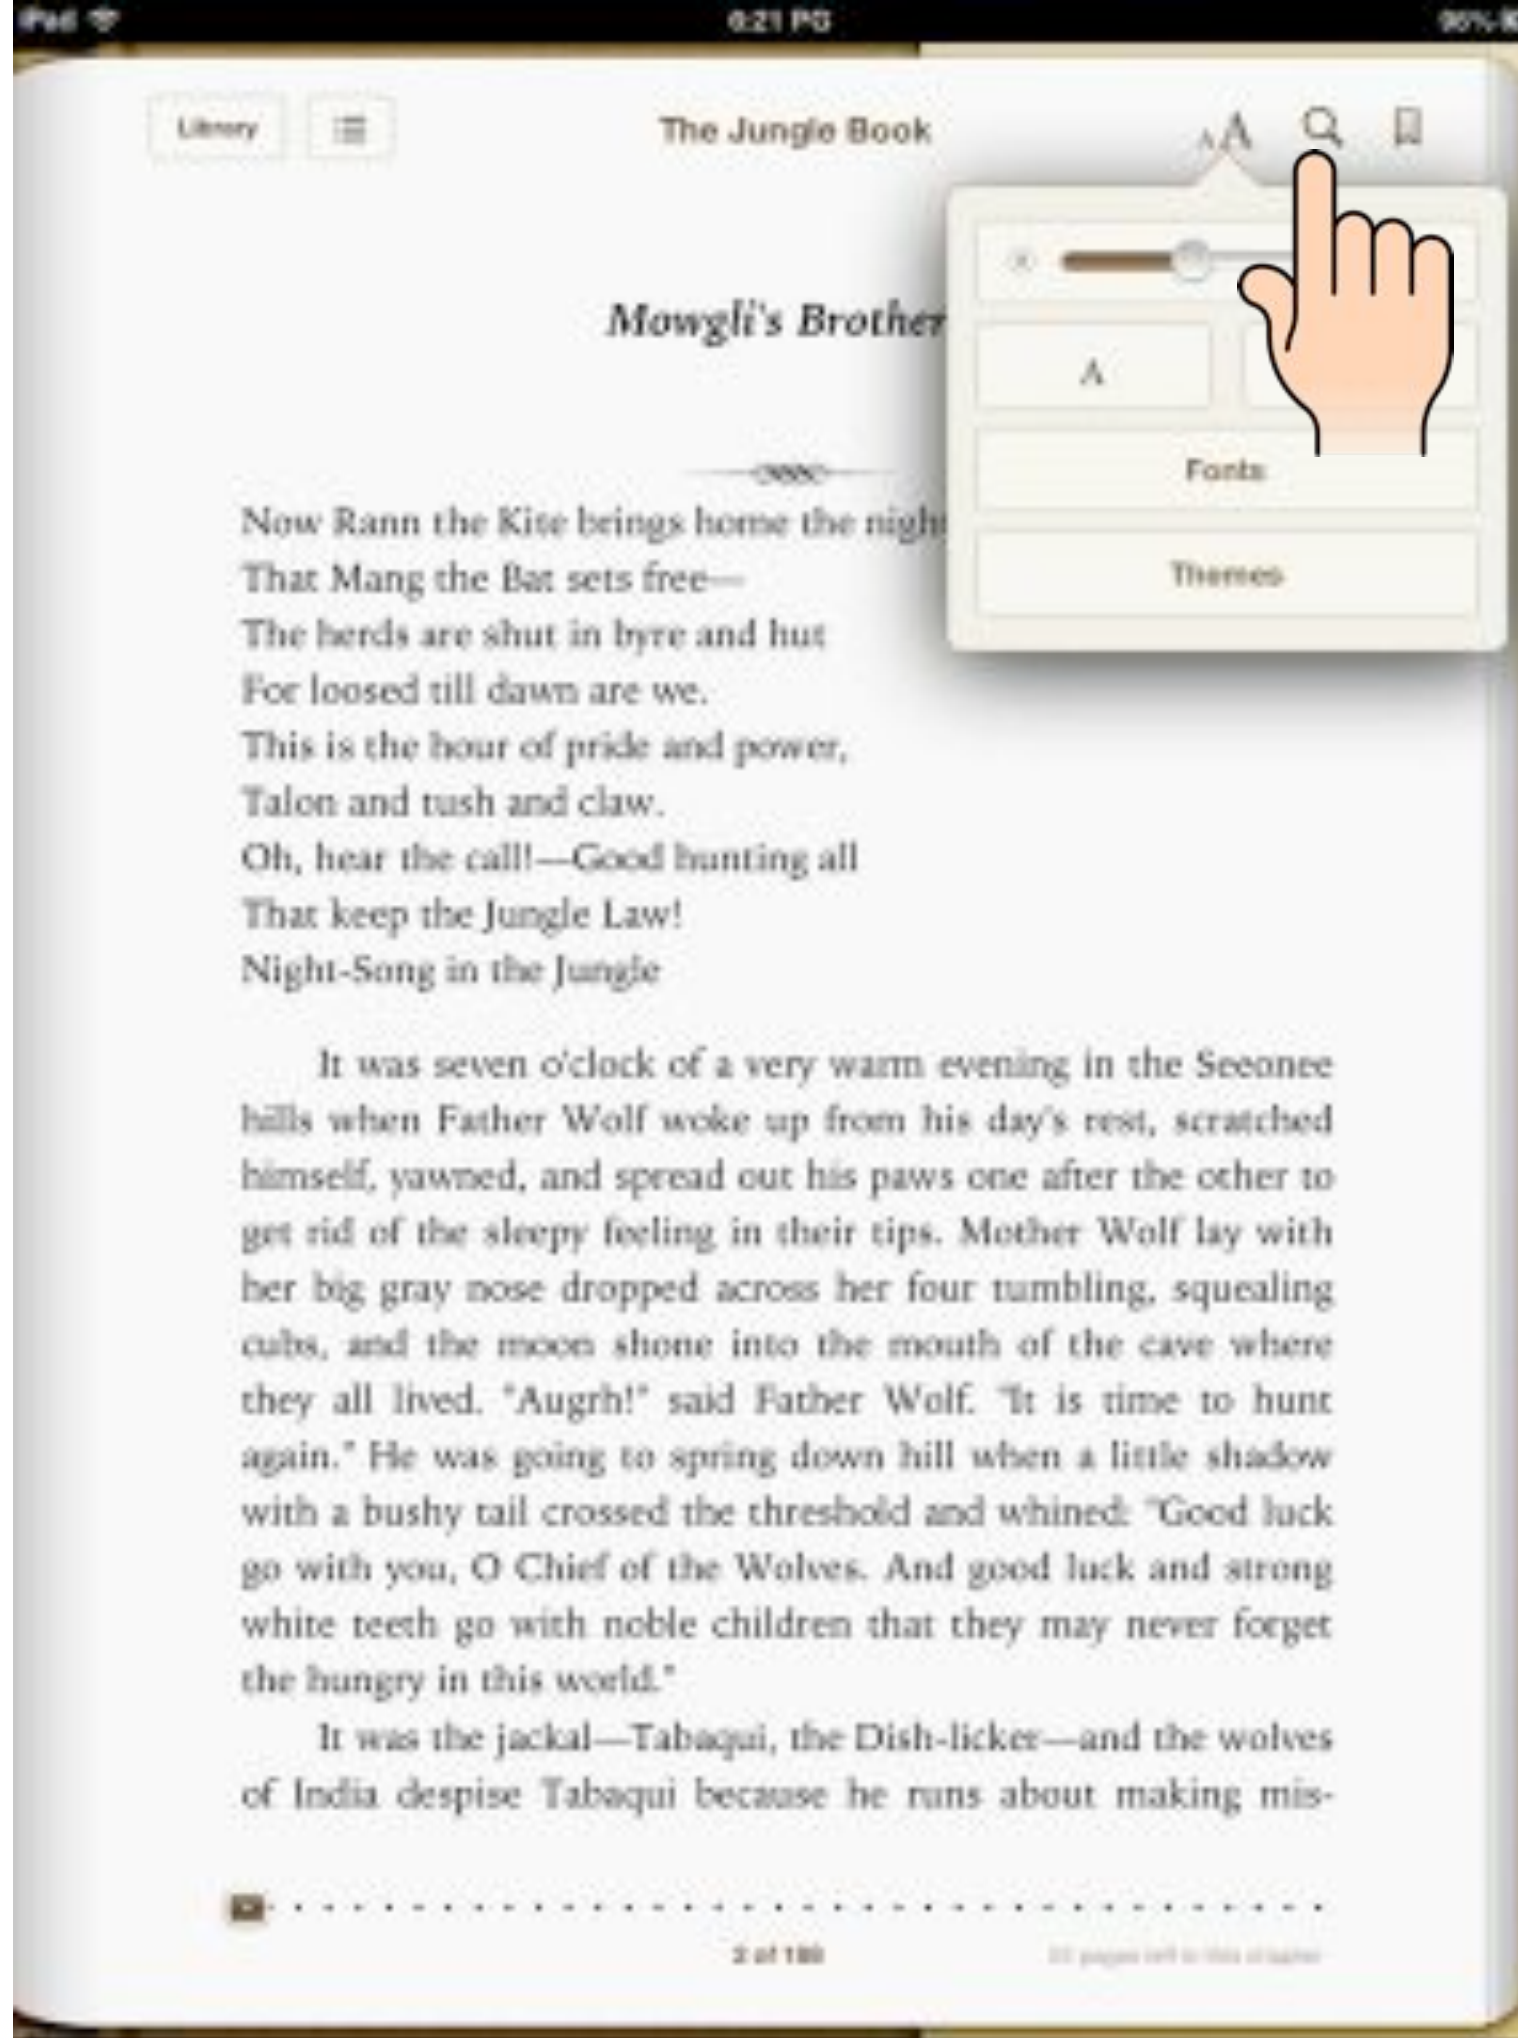 iPad
6:21 PG
Library
The Jungle Book
AA
A
Fonts
Themes
Mowgli's Brother
Now Rann the Kite brings home the night
That Mang the Bat sets free—
The herds are shut in byre and hut
For loosed till dawn are we.
This is the hour of pride and power,
Talon and tush and claw.
Oh, hear the call!—Good hunting all
That keep the Jungle Law!
Night-Song in the Jungle
It was seven o'clock of a very warm evening in the Seeonee
hills when Father Wolf woke up from his day's rest, scratched
himself, yawned, and spread out his paws one after the other to
get rid of the sleepy feeling in their tips. Mother Wolf lay with
her big gray nose dropped across her four tumbling, squealing
cubs, and the moon shone into the mouth of the cave where
they all lived. "Augrh!" said Father Wolf. "It is time to hunt
again." He was going to spring down hill when a little shadow
with a bushy tail crossed the threshold and whined: "Good luck
go with you, O Chief of the Wolves. And good luck and strong
white teeth go with noble children that they may never forget
the hungry in this world."
It was the jackal—Tabaqui, the Dish-licker—and the wolves
of India despise Tabaqui because he runs about making mis-
pages left in this chapter